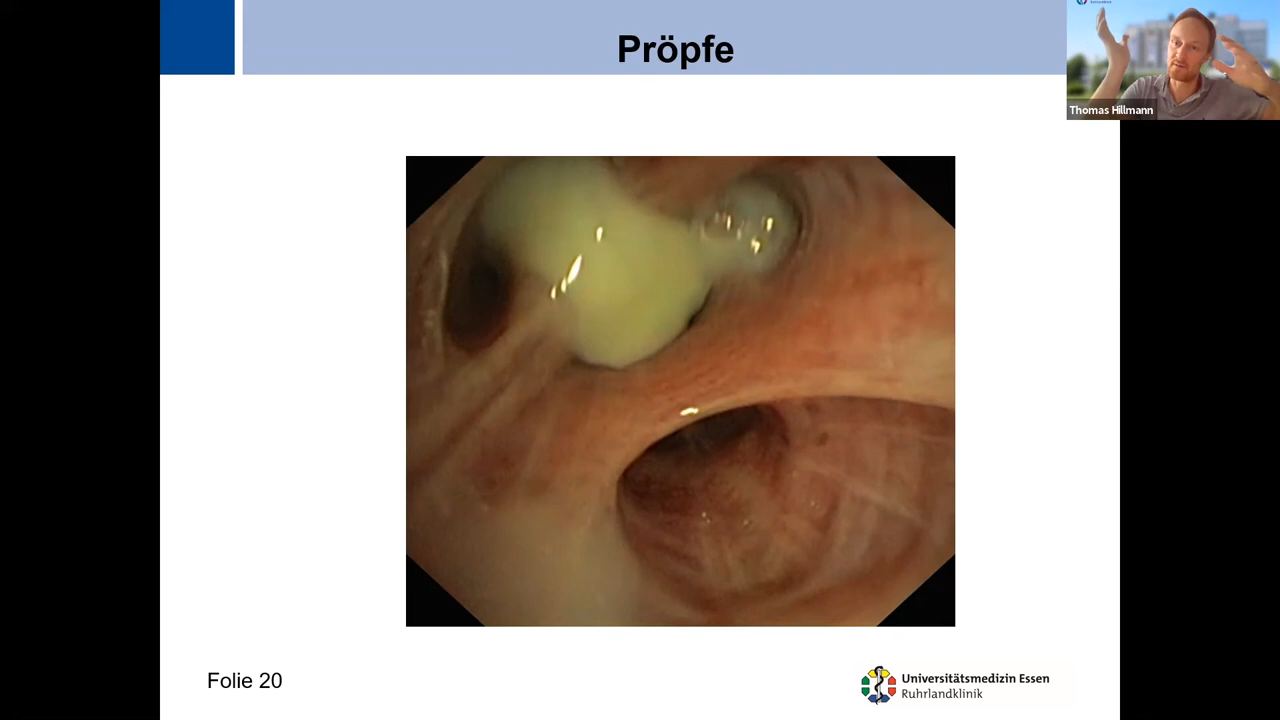 Pröpfe
Thomas Hillmann
Folie 20
Universitätsmedizin Essen
Ruhrlandklinik